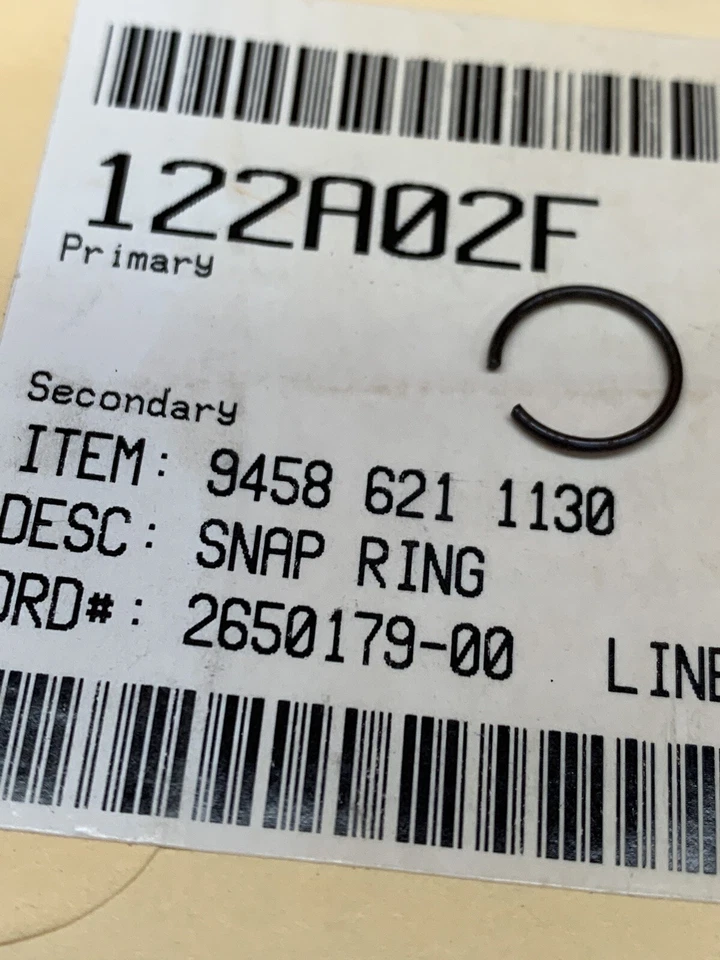 122A02F
Primary
Secondary
ITEM: 9458 621 1130
DESC: SNAP RING
ORD#: 2650179-00 LINE